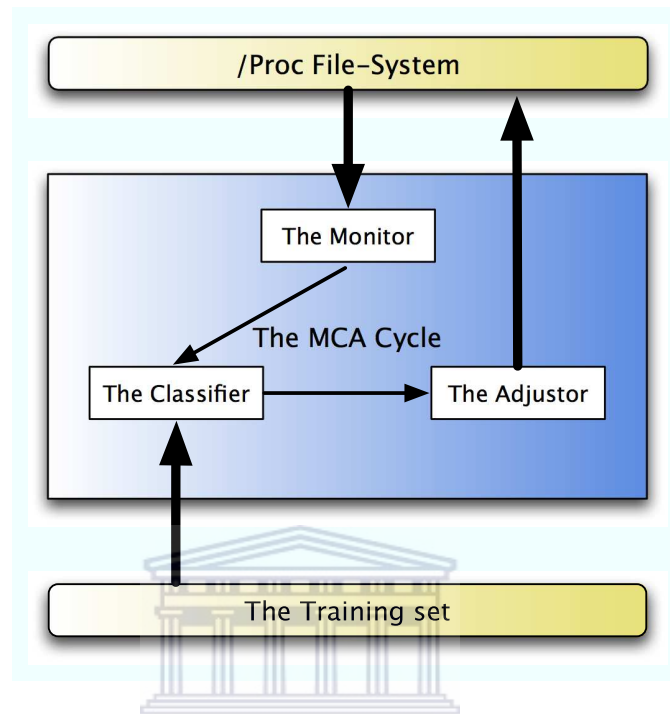 /Proc File-System
The Monitor
The MCA Cycle
The Classifier
The Adjustor
The Training set